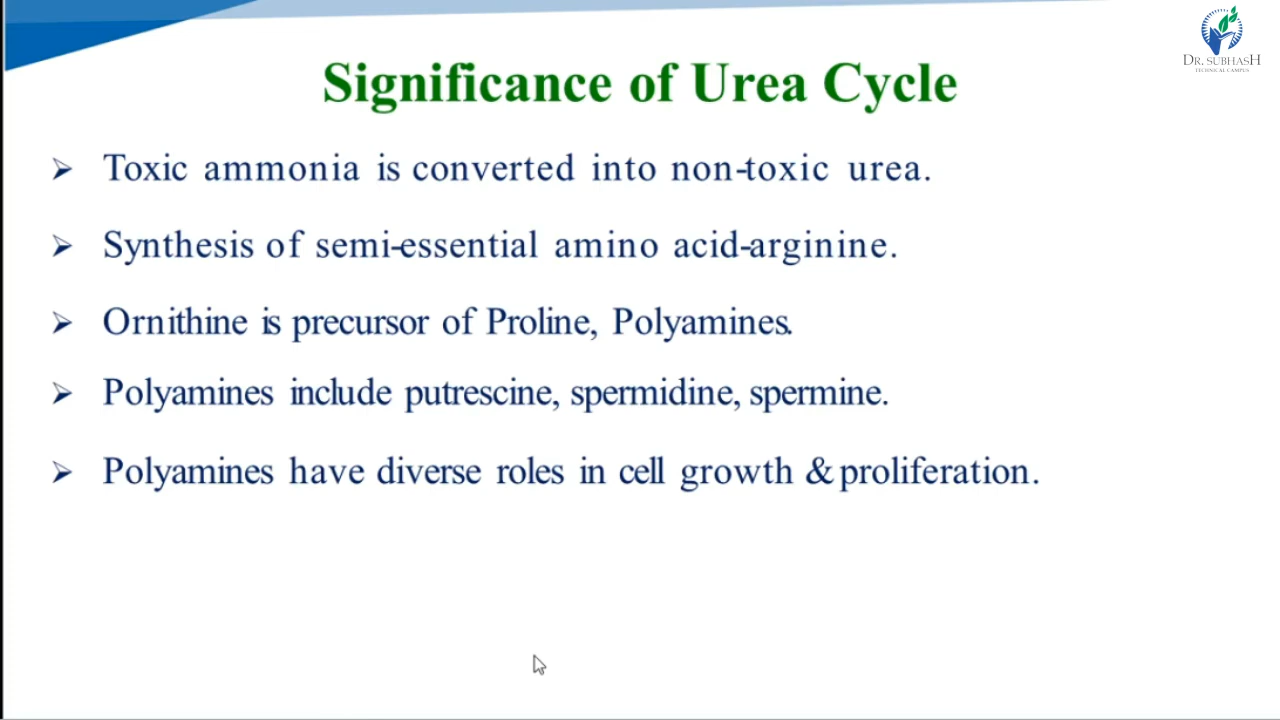 DR. SUBHASH
TECHNICAL CAMPUS
Significance of Urea Cycle
Toxic ammonia is converted into non-toxic urea.
Synthesis of semi-essential amino acid-arginine.
Ornithine is precursor of Proline, Polyamines.
Polyamines include putrescine, spermidine, spermine.
Polyamines have diverse roles in cell growth & proliferation.